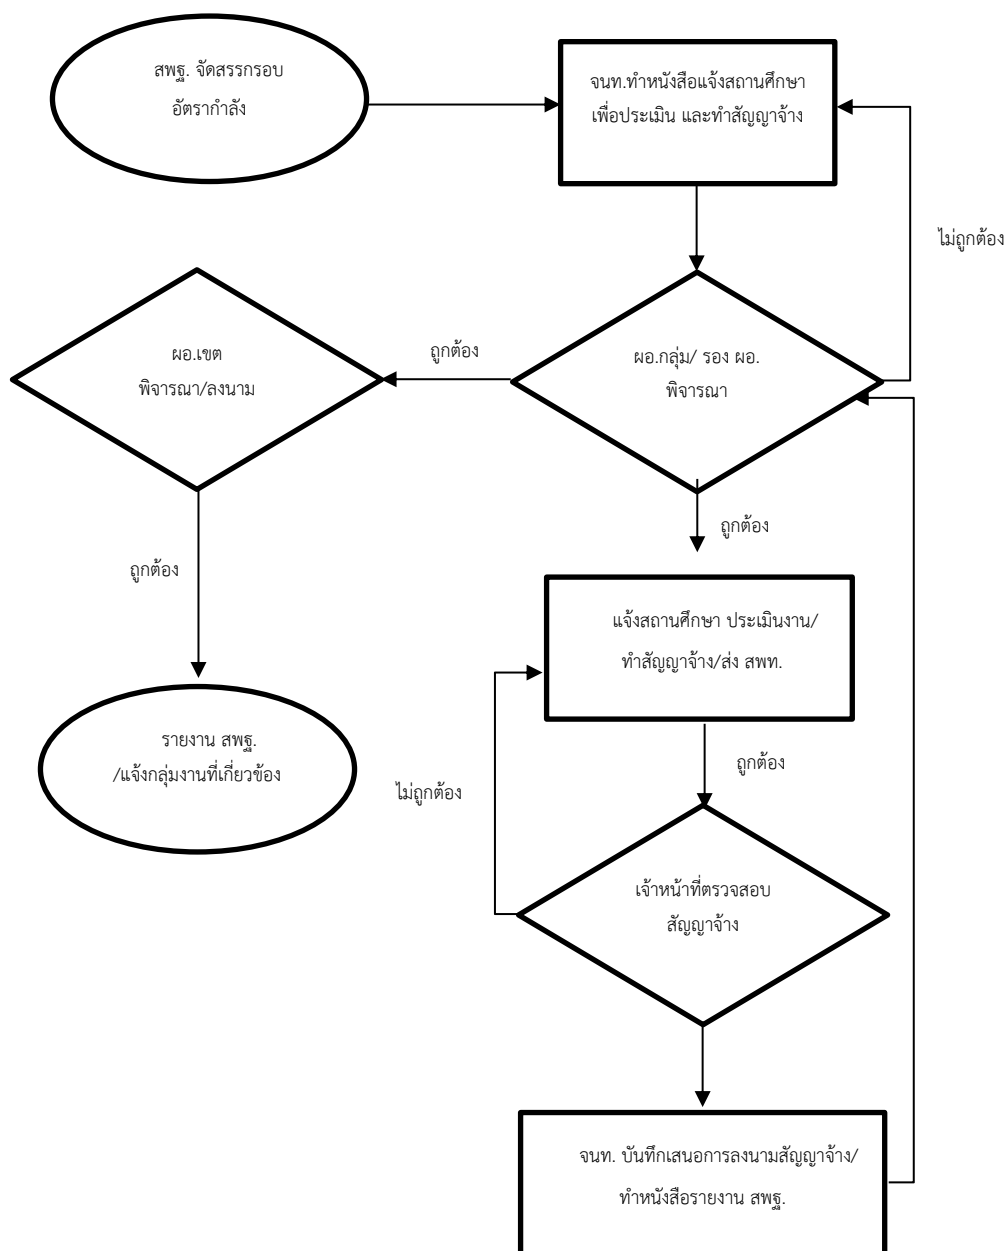 สพฐ. จัดสรรกรอบ
อัตรากำลัง
จนท.ทำหนังสือแจ้งสถานศึกษา
เพื่อประเมิน และทำสัญญาจ้าง
ไม่ถูกต้อง
ผอ.เขต
พิจารณา/ลงนาม
ถูกต้อง
ผอ.กลุ่ม/ รอง ผอ.
พิจารณา
ถูกต้อง
ถูกต้อง
แจ้งสถานศึกษา ประเมินงาน/
ทำสัญญาจ้าง/ส่ง สพท.
รายงาน สพฐ.
/แจ้งกลุ่มงานที่เกี่ยวข้อง
ถูกต้อง
ไม่ถูกต้อง
เจ้าหน้าที่ตรวจสอบ
สัญญาจ้าง
จนท. บันทึกเสนอการลงนามสัญญาจ้าง/
ทำหนังสือรายงาน สพฐ.